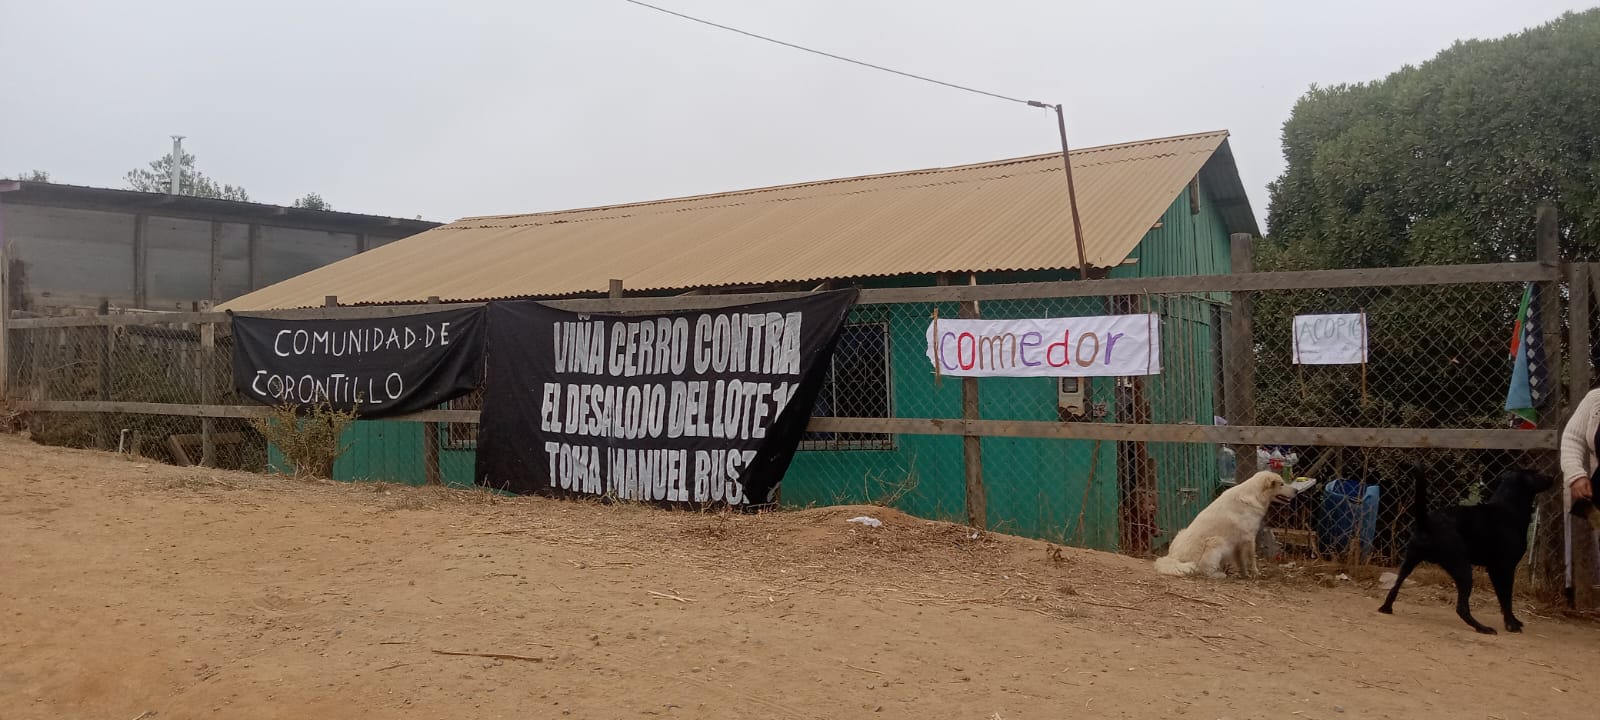 COMUNIDAD DE
CORONTILLO
VIÑA CERRO CONTRA
EL DESALOJO DEL LOTE
TOMA MANUEL
comedor
ACOPIO